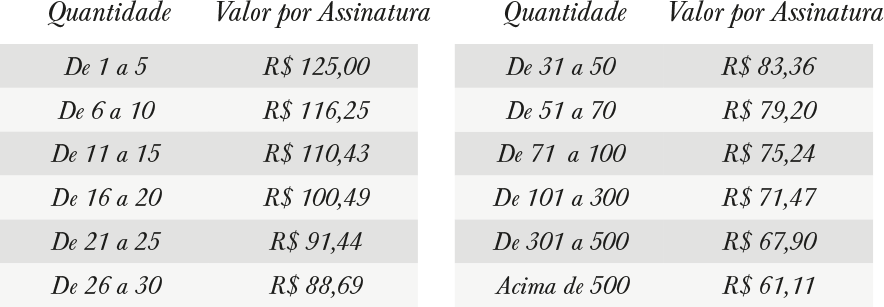 Quantidade Valor por Assinatura
De 1 a 5 R$ 125,00
De 6 a 10 R$ 116,25
De 11 a 15 R$ 110,43
De 16 a 20 R$ 100,49
De 21 a 25 R$ 91,44
De 26 a 30 R$ 88,69
Quantidade Valor por Assinatura
De 31 a 50 R$ 83,36
De 51 a 70 R$ 79,20
De 71 a 100 R$ 75,24
De 101 a 300 R$ 71,47
De 301 a 500 R$ 67,90
Acima de 500 R$ 61,11